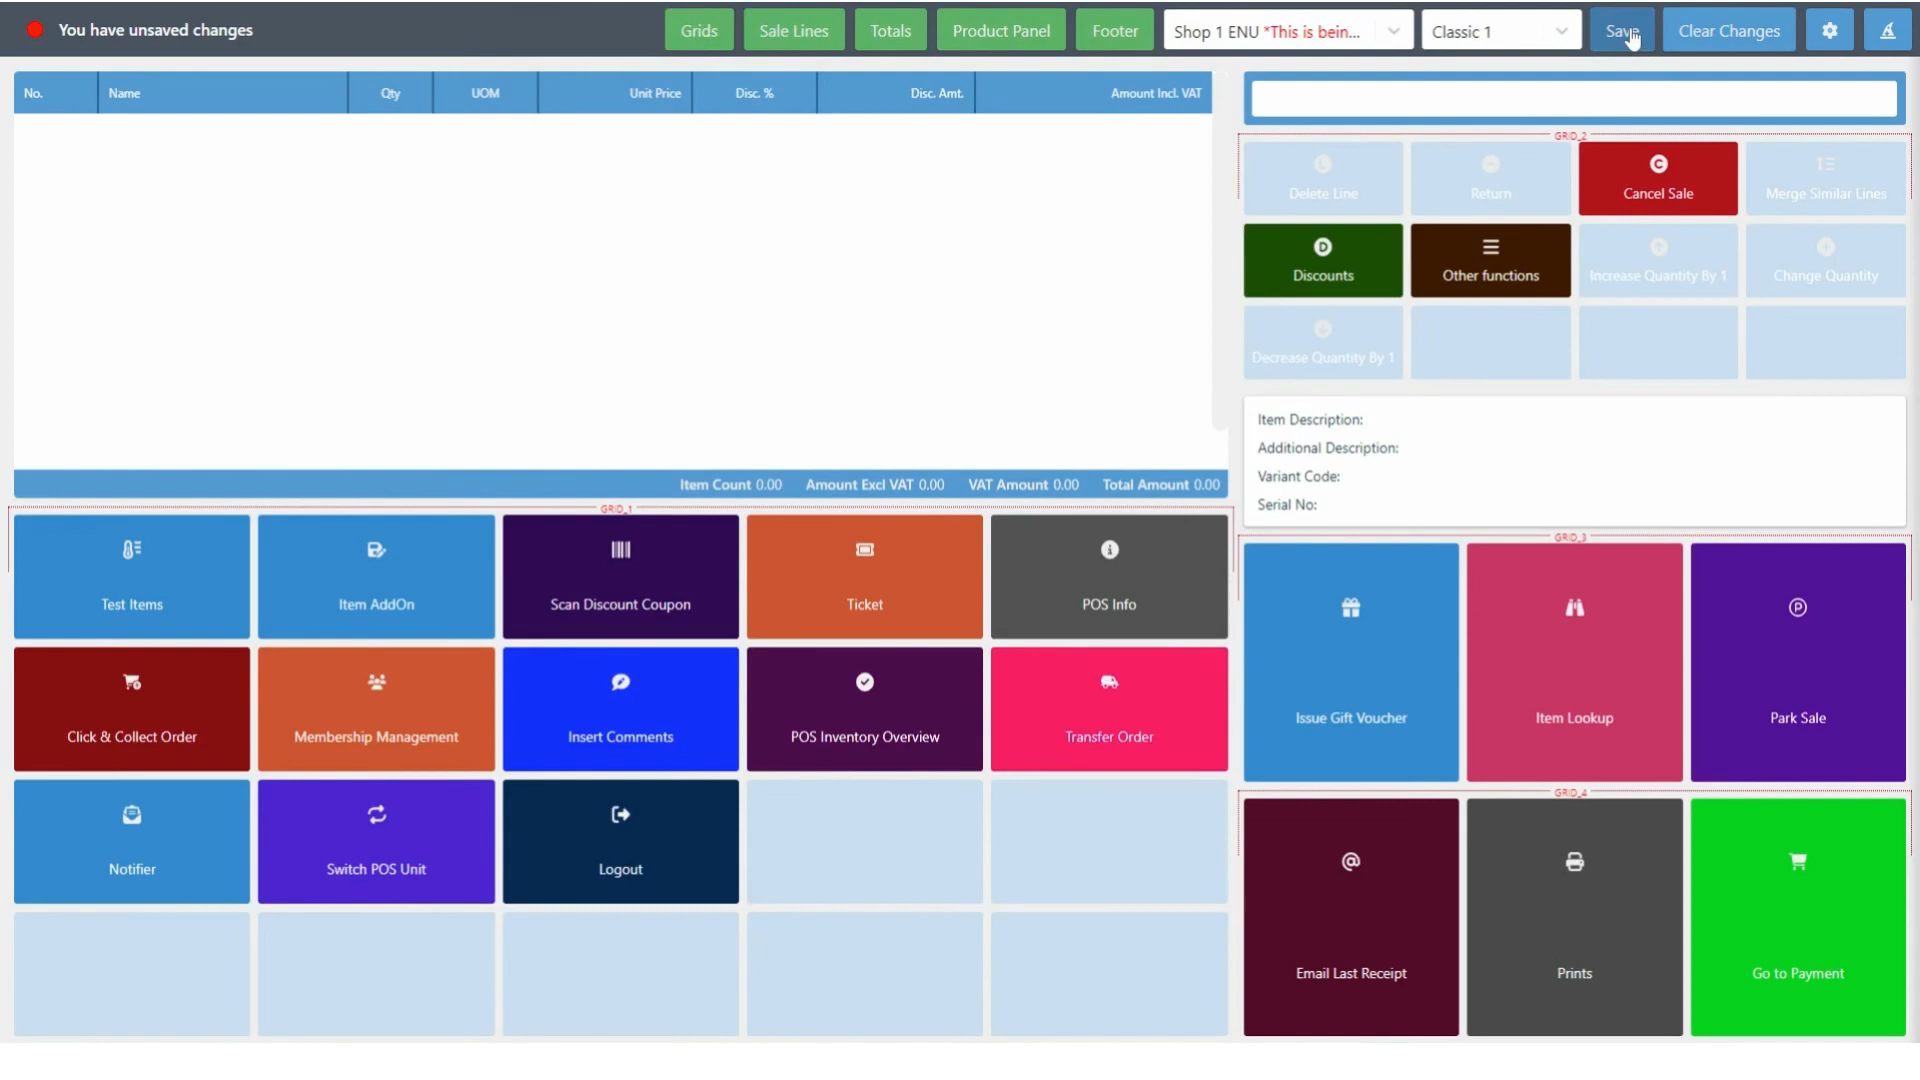 You have unsaved changes
Grids
Sale Lines
Totals
Product Panel
Footer
Shop 1 ENU *This is bein...
Classic 1
Save
Clear Changes
No. Name Qty UOM Unit Price Disc. % Disc. Amt. Amount Incl. VAT
Item Count 0.00 Amount Excl VAT 0.00 VAT Amount 0.00 Total Amount 0.00
GRID_1
Test Items
Item AddOn
Scan Discount Coupon
Ticket
POS Info
Click & Collect Order
Membership Management
Insert Comments
POS Inventory Overview
Transfer Order
Notifier
Switch POS Unit
Logout
GRID_2
Delete Line
Return
Cancel Sale
Merge Similar Lines
Discounts
Other functions
Increase Quantity By 1
Change Quantity
Decrease Quantity By 1
Item Description:
Additional Description:
Variant Code:
Serial No:
GRID_3
Issue Gift Voucher
Item Lookup
Park Sale
GRID_4
Email Last Receipt
Prints
Go to Payment